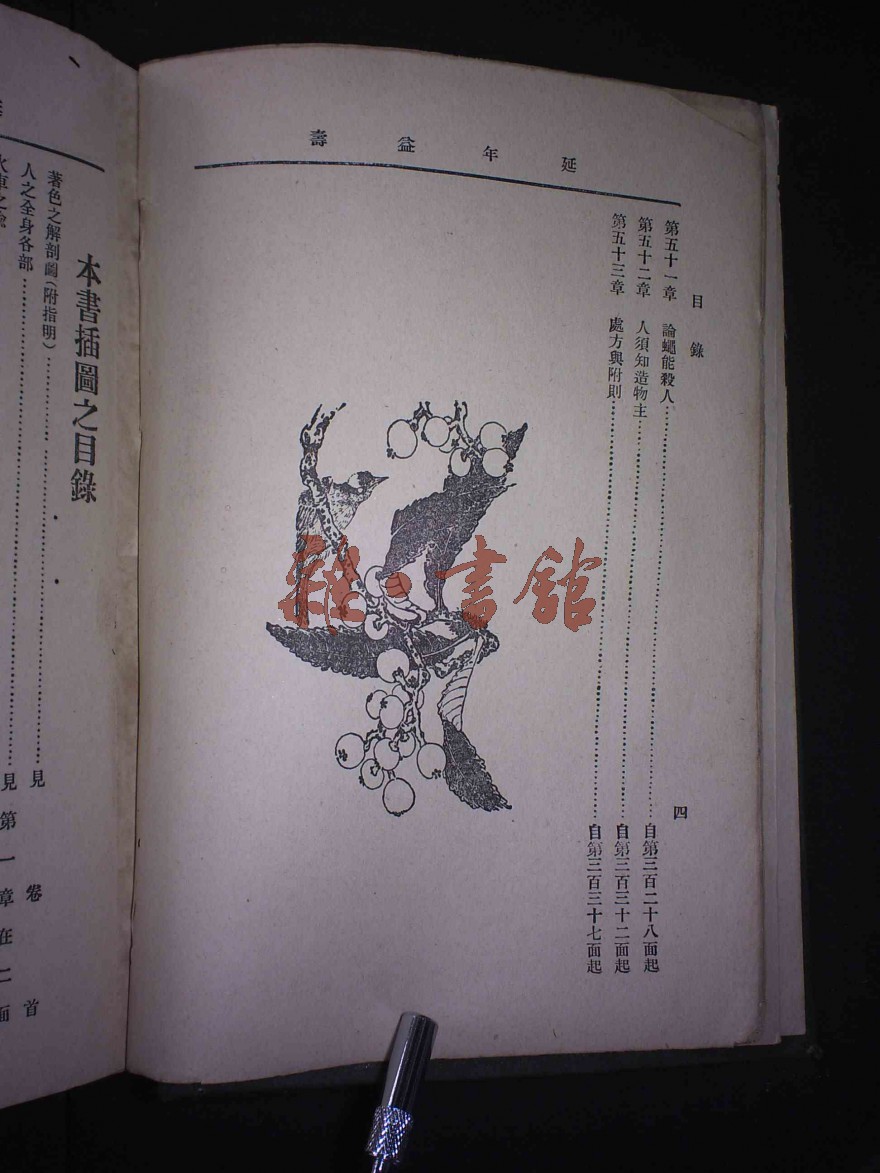 延年益壽
目錄
四
第五十一章 論蠅能殺人 自第三百二十八面起
第五十二章 人須知造物主 自第三百三十二面起
第五十三章 處方與附則 自第三百三十七面起
雜·書館
本書插圖之目錄
著色之解剖圖(附指明) 見卷首
人之全身各部 見第一章在二面